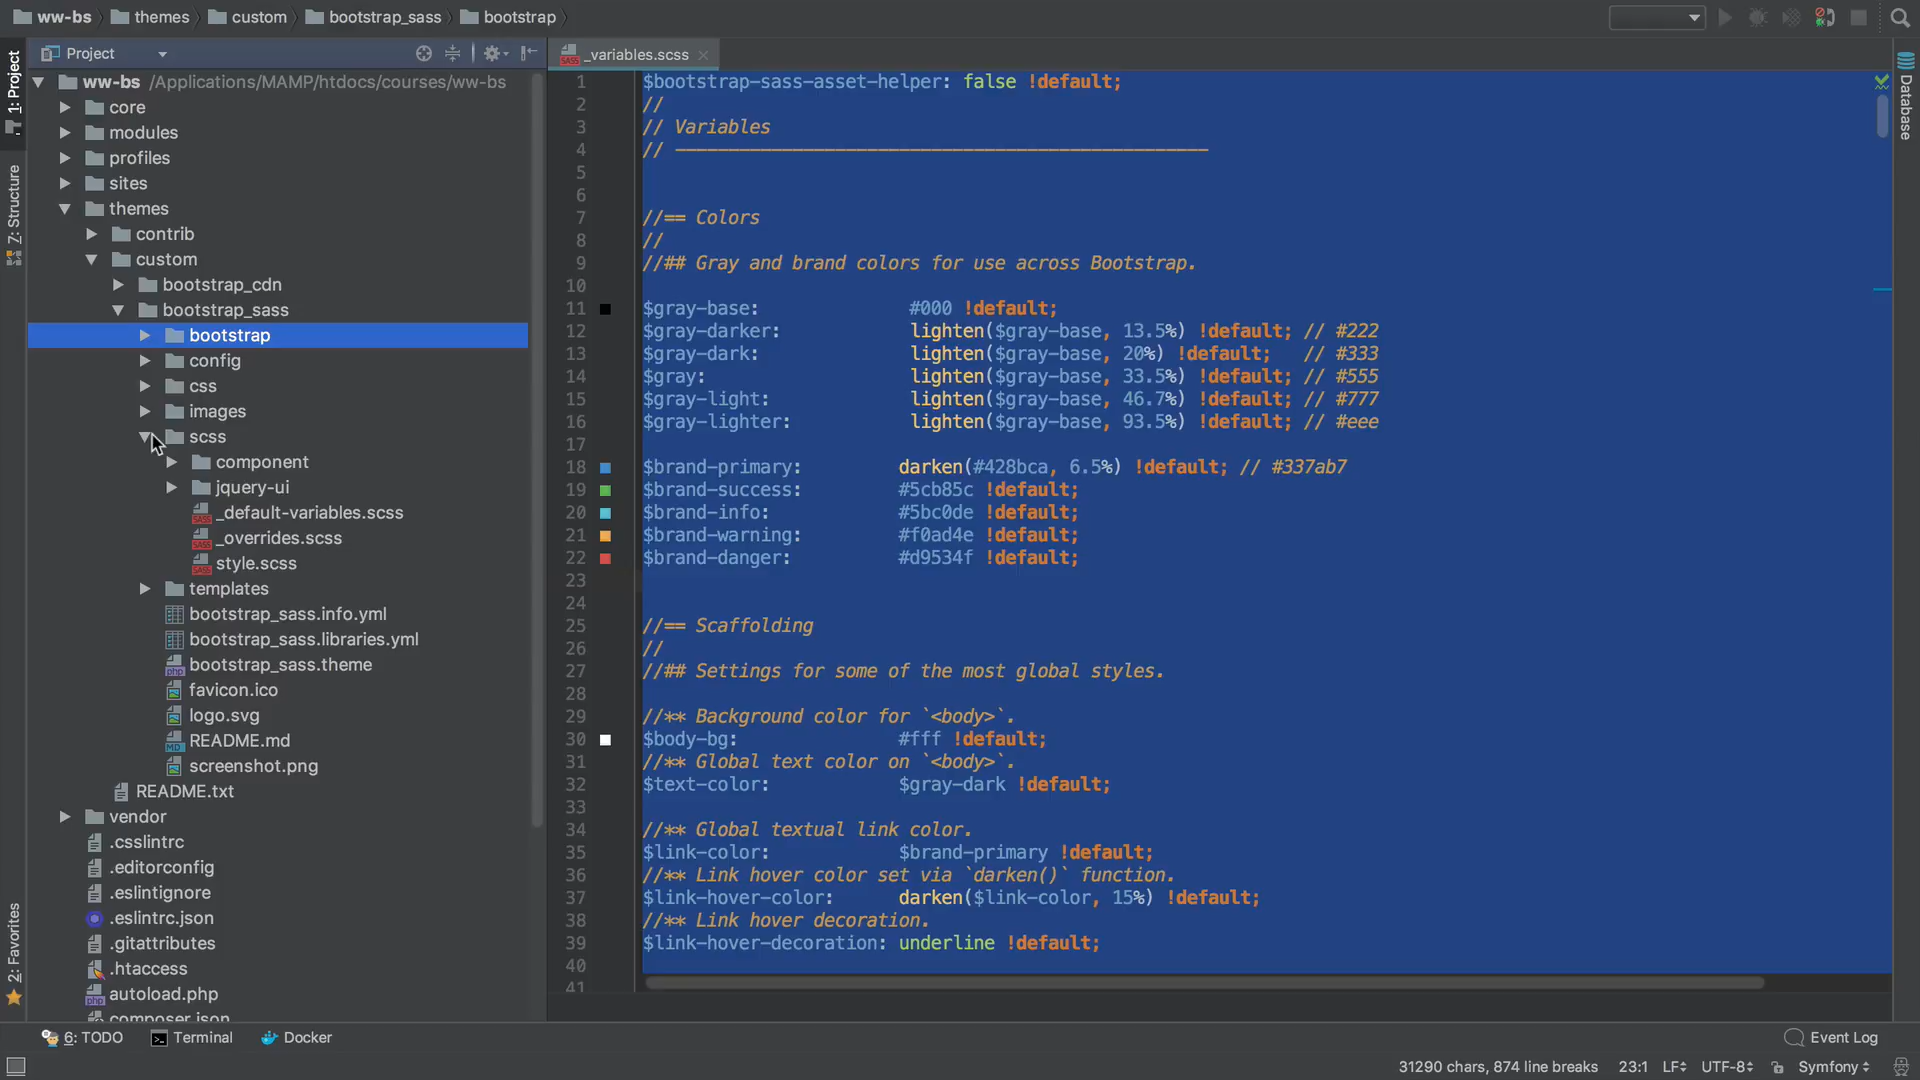 ww-bs themes custom bootstrap_sass bootstrap
1: Project
Z: Structure
2: Favorites
Project
ww-bs /Applications/MAMP/htdocs/courses/ww-bs
core
modules
profiles
sites
themes
contrib
custom
bootstrap_cdn
bootstrap_sass
bootstrap
config
css
images
scss
component
jquery-ui
_default-variables.scss
_overrides.scss
style.scss
templates
bootstrap_sass.info.yml
bootstrap_sass.libraries.yml
bootstrap_sass.theme
favicon.ico
logo.svg
README.md
screenshot.png
README.txt
vendor
.csslintrc
.editorconfig
.eslintignore
.eslintrc.json
.gitattributes
.htaccess
autoload.php
composer.json
_variables.scss
1 $bootstrap-sass-asset-helper: false !default;
2 //
3 // Variables
4 // --------------------------------------------------
5
6
7 //== Colors
8 //
9 //## Gray and brand colors for use across Bootstrap.
10
11 $gray-base: #000 !default;
12 $gray-darker: lighten($gray-base, 13.5%) !default; // #222
13 $gray-dark: lighten($gray-base, 20%) !default; // #333
14 $gray: lighten($gray-base, 33.5%) !default; // #555
15 $gray-light: lighten($gray-base, 46.7%) !default; // #777
16 $gray-lighter: lighten($gray-base, 93.5%) !default; // #eee
17
18 $brand-primary: darken(#428bca, 6.5%) !default; // #337ab7
19 $brand-success: #5cb85c !default;
20 $brand-info: #5bc0de !default;
21 $brand-warning: #f0ad4e !default;
22 $brand-danger: #d9534f !default;
23
24
25 //== Scaffolding
26 //
27 //## Settings for some of the most global styles.
28
29 //** Background color for `<body>`.
30 $body-bg: #fff !default;
31 //** Global text color on `<body>`.
32 $text-color: $gray-dark !default;
33
34 //** Global textual link color.
35 $link-color: $brand-primary !default;
36 //** Link hover color set via `darken()` function.
37 $link-hover-color: darken($link-color, 15%) !default;
38 //** Link hover decoration.
39 $link-hover-decoration: underline !default;
40
41
Database
6: TODO Terminal Docker Event Log
31290 chars, 874 line breaks 23:1 LF UTF-8 Symfony